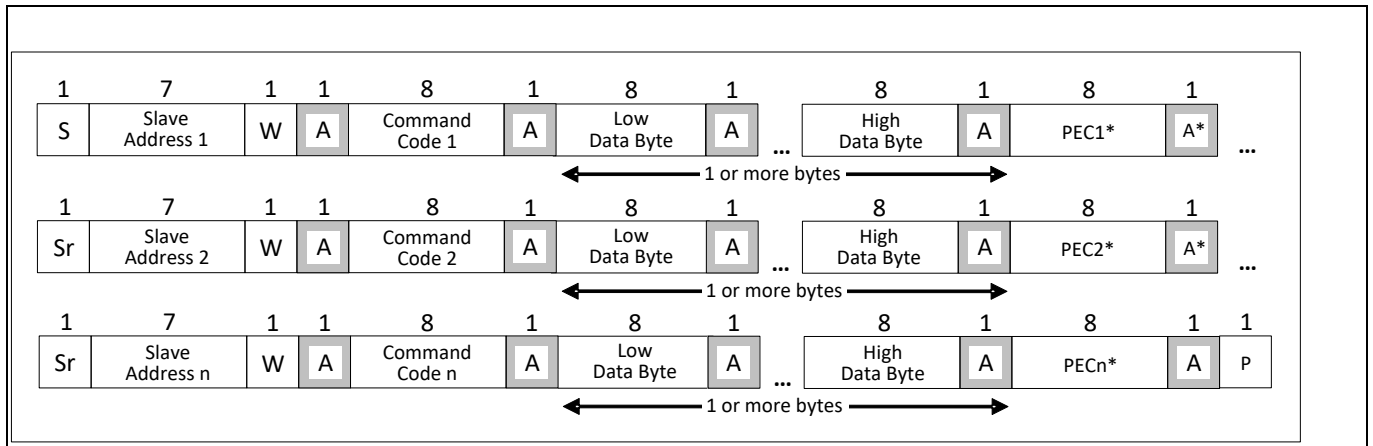 1 7 1 1 8 1 8 1 8 1 8 1
S Slave Address 1 W A Command Code 1 A Low Data Byte A ... High Data Byte A PEC1* A* ...
1 or more bytes
1 7 1 1 8 1 8 1 8 1 8 1
Sr Slave Address 2 W A Command Code 2 A Low Data Byte A ... High Data Byte A PEC2* A* ...
1 or more bytes
1 7 1 1 8 1 8 1 8 1 8 1 1
Sr Slave Address n W A Command Code n A Low Data Byte A ... High Data Byte A PECn* A P
1 or more bytes